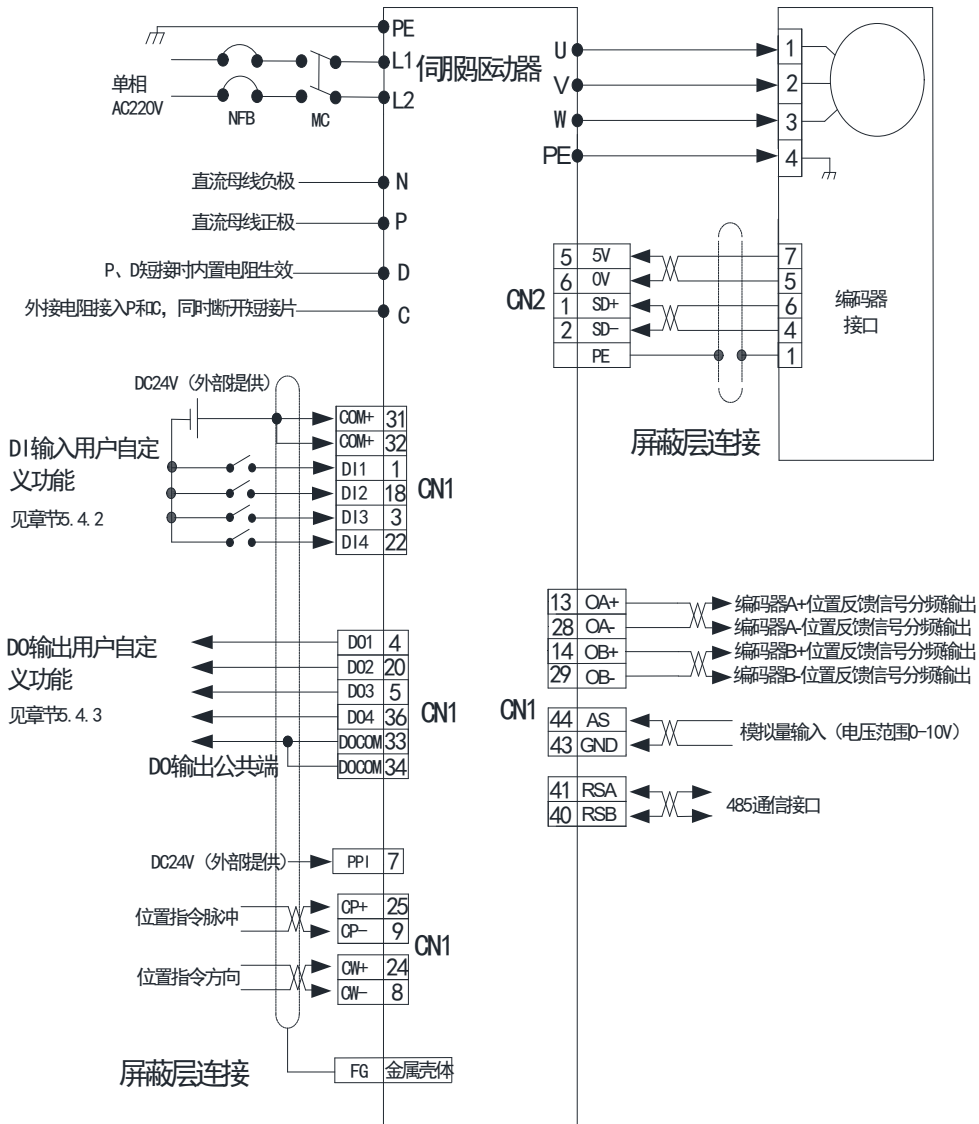 PE
L1
L2
伺服驱动器
单相
AC220V
NFB
MC
直流母线负极
N
直流母线正极
P
P、D短接时内置电阻生效
D
外接电阻接入P和C，同时断开短接片
C
U
V
W
PE
1
2
3
4
CN2
5 5V 7
6 0V 5
1 SD+ 6
2 SD- 4
PE 1
编码器
接口
屏蔽层连接
DC24V（外部提供）
DI输入用户自定
义功能
见章节5.4.2
COM+ 31
COM+ 32
DI1 1
DI2 18
DI3 3
DI4 22
CN1
DO输出用户自定
义功能
见章节5.4.3
DO1 4
DO2 20
DO3 5
DO4 36
DOCOM 33
DOCOM 34
CN1
DO输出公共端
CN1
13 OA+ 编码器A+位置反馈信号分频输出
28 OA- 编码器A-位置反馈信号分频输出
14 OB+ 编码器B+位置反馈信号分频输出
29 OB- 编码器B-位置反馈信号分频输出
44 AS
43 GND
模拟量输入（电压范围0-10V）
41 RSA
40 RSB
485通信接口
DC24V（外部提供） PPI 7
位置指令脉冲
CP+ 25
CP- 9
CN1
位置指令方向
CW+ 24
CW- 8
屏蔽层连接
FG 金属壳体